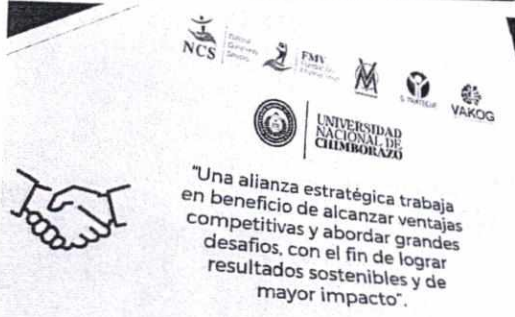 NCS
FMV
VAKOG
UNIVERSIDAD
NACIONAL DE
CHIMBORAZO
"Una alianza estratégica trabaja
en beneficio de alcanzar ventajas
competitivas y abordar grandes
desafíos, con el fin de lograr
resultados sostenibles y de
mayor impacto".